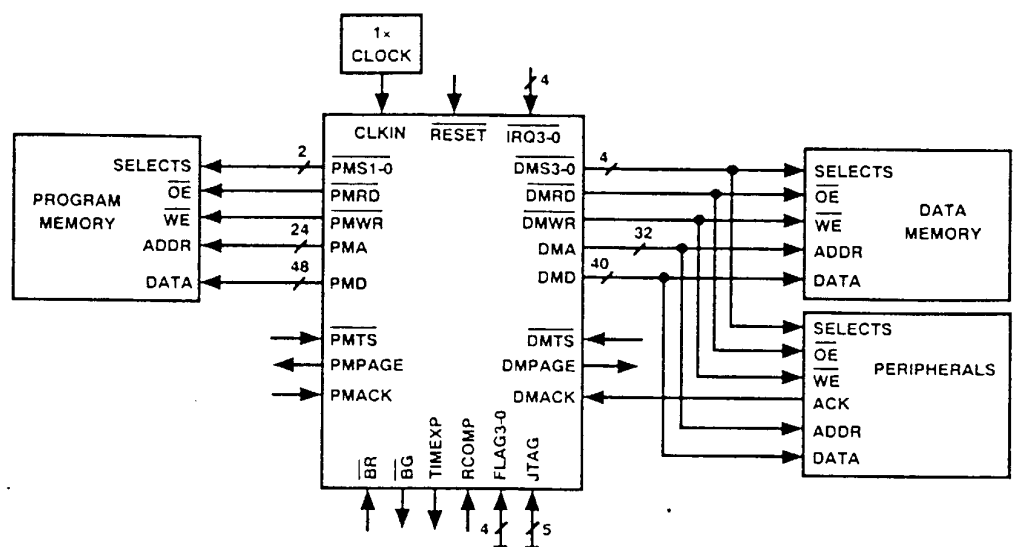 1×
CLOCK
4
CLKIN
RESET
IRQ3-0
PROGRAM
MEMORY
SELECTS
OE
WE
ADDR
DATA
2
24
48
PMS1-0
PMRD
PMWR
PMA
PMD
PMTS
PMPAGE
PMACK
DMS3-0
DMRD
DMWR
DMA
DMD
DMTS
DMPAGE
DMACK
4
32
40
SELECTS
OE
WE
ADDR
DATA
DATA
MEMORY
SELECTS
OE
WE
ACK
ADDR
DATA
PERIPHERALS
BR
BG
TIMEXP
RCOMP
FLAG3-0
JTAG
4
5